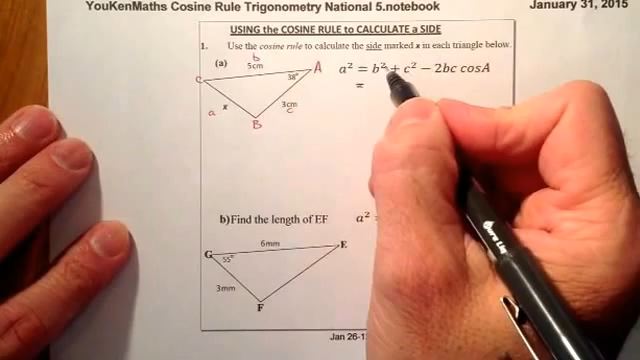 YouKenMaths Cosine Rule Trigonometry National 5.notebook
January 31, 2015
USING the COSINE RULE to CALCULATE a SIDE
1. Use the cosine rule to calculate the side marked x in each triangle below.
(a)
b
5cm
A
38°
C
a² = b² + c² − 2bc cosA
=
x
a
3cm
c
B
b)Find the length of EF
a² =
6mm
E
G
55°
3mm
F
Jan 26-1